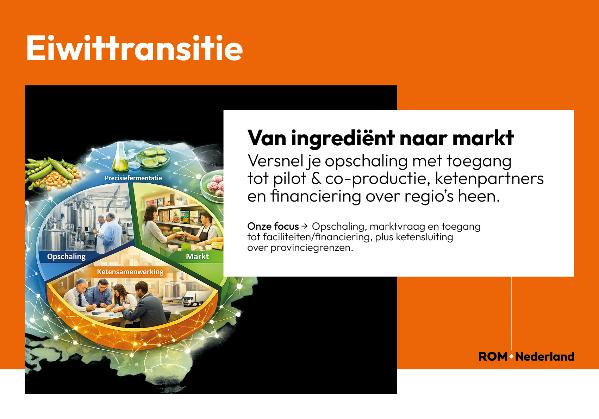 Eiwittransitie
Van ingrediënt naar markt
Versnel je opschaling met toegang
tot pilot & co-productie, ketenpartners
en financiering over regio's heen.
Onze focus → Opschaling, marktvraag en toegang
tot faciliteiten/financiering, plus ketensluiting
over provinciegrenzen.
Precisiefermentatie
Opschaling
Markt
Ketensamenwerking
ROM Nederland